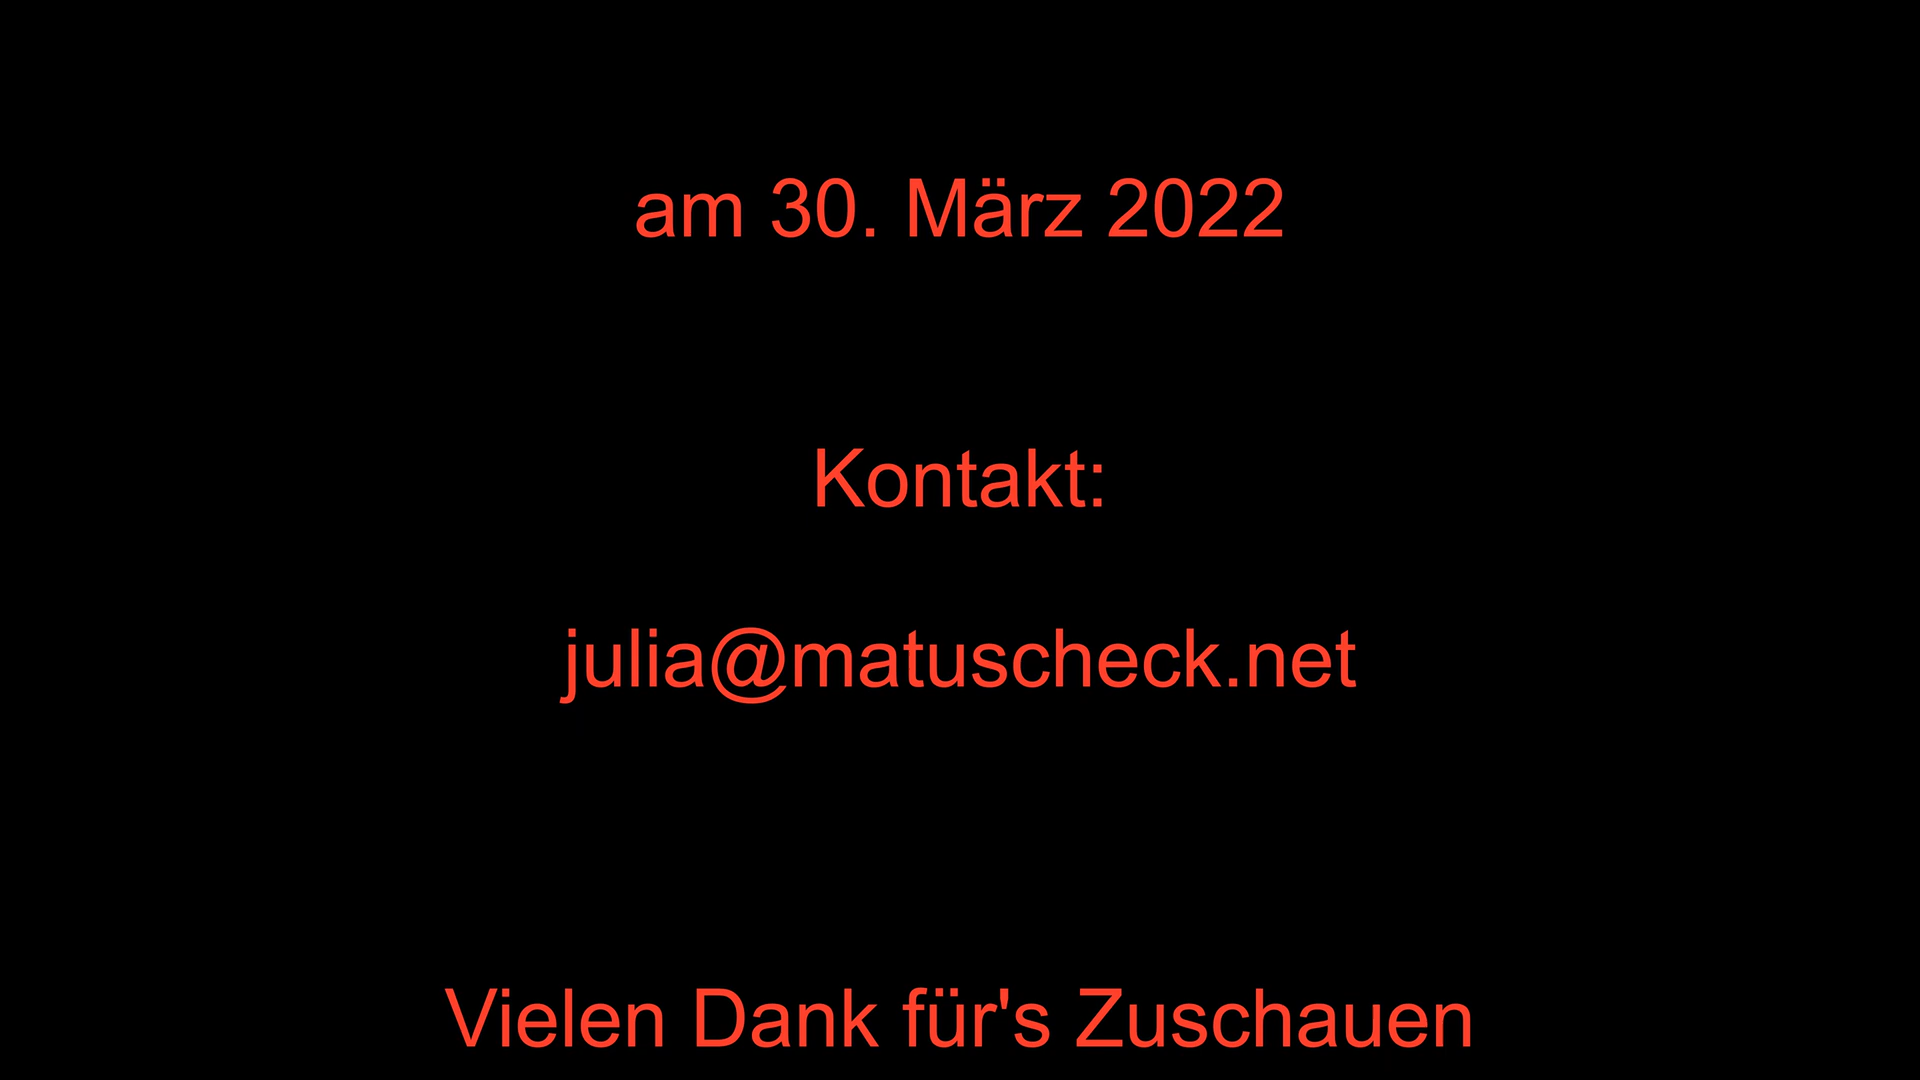 am 30. März 2022
Kontakt:
julia@matuscheck.net
Vielen Dank für's Zuschauen